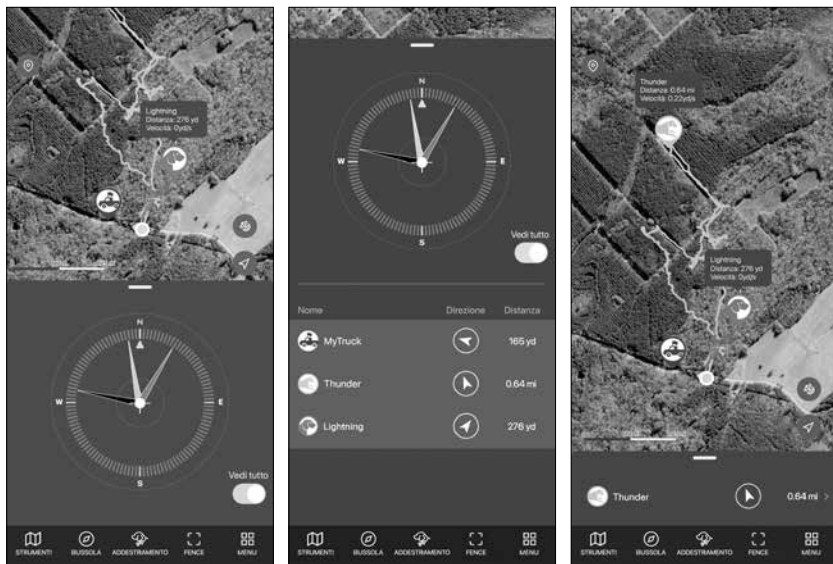 Lightning
Distanza: 276 yd
Velocità: 0yd/s
N
W
E
S
Vedi tutto
STRUMENTI
BUSSOLA
ADDESTRAMENTO
FENCE
MENU
N
W
E
S
Vedi tutto
Nome Direzione Distanza
MyTruck 165 yd
Thunder 0.64 mi
Lightning 276 yd
STRUMENTI
BUSSOLA
ADDESTRAMENTO
FENCE
MENU
Thunder
Distanza: 0.64 mi
Velocità: 0.22yd/s
Lightning
Distanza: 276 yd
Velocità: 0yd/s
Thunder 0.64 mi
STRUMENTI
BUSSOLA
ADDESTRAMENTO
FENCE
MENU